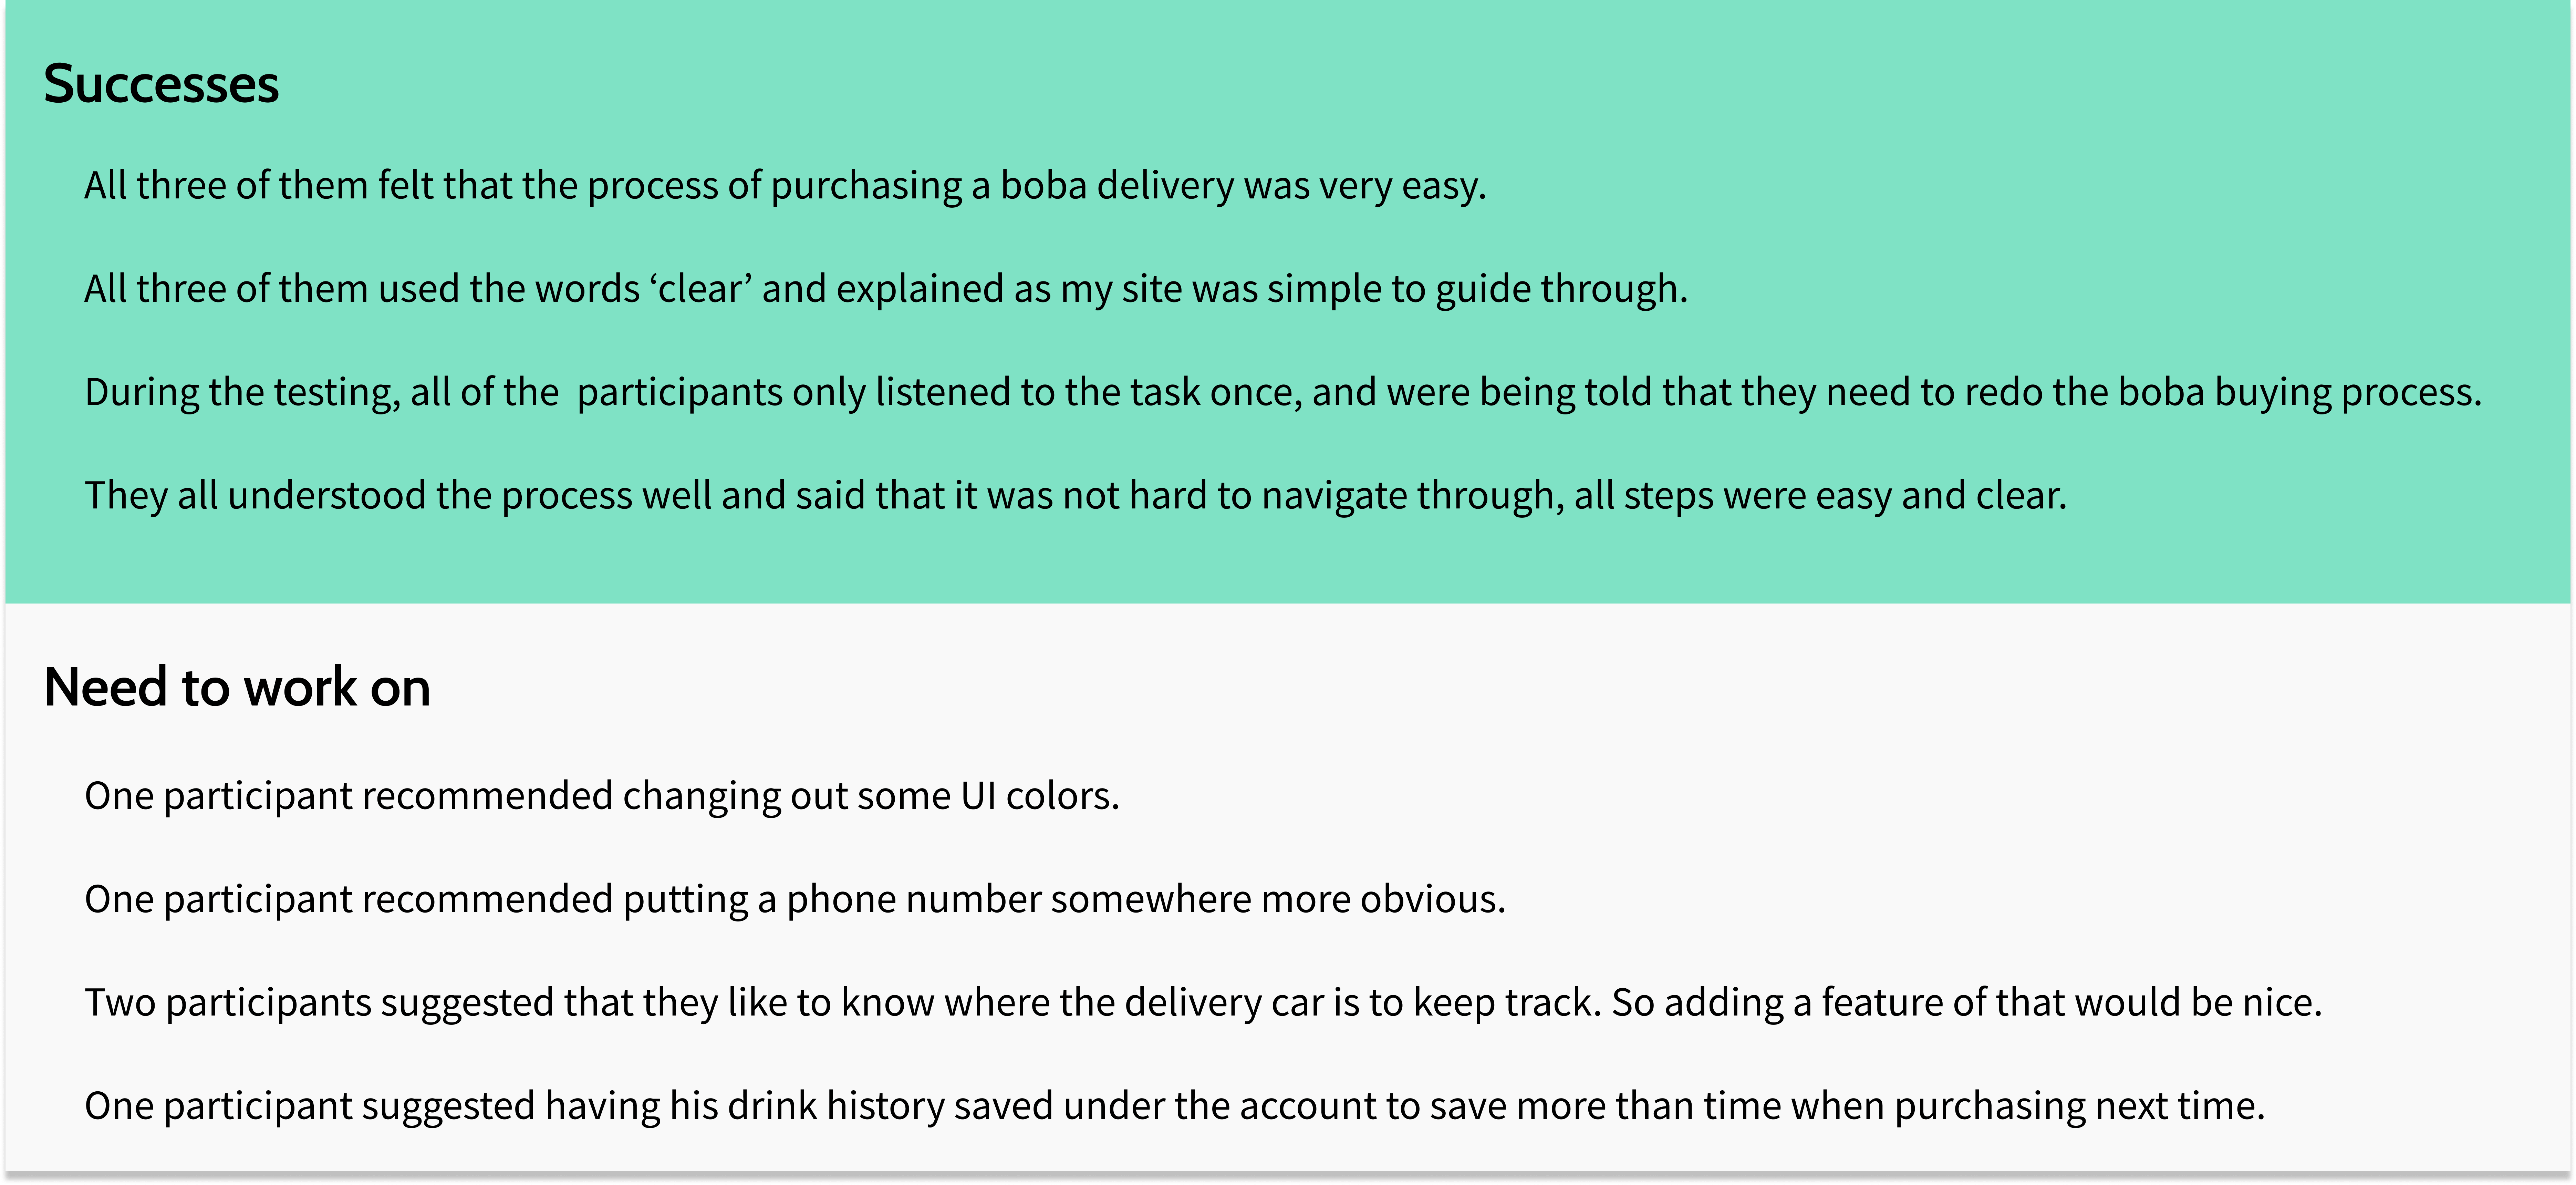 Successes
All three of them felt that the process of purchasing a boba delivery was very easy.
All three of them used the words ‘clear’ and explained as my site was simple to guide through.
During the testing, all of the  participants only listened to the task once, and were being told that they need to redo the boba buying process.
They all understood the process well and said that it was not hard to navigate through, all steps were easy and clear.
Need to work on
One participant recommended changing out some UI colors.
One participant recommended putting a phone number somewhere more obvious.
Two participants suggested that they like to know where the delivery car is to keep track. So adding a feature of that would be nice.
One participant suggested having his drink history saved under the account to save more than time when purchasing next time.